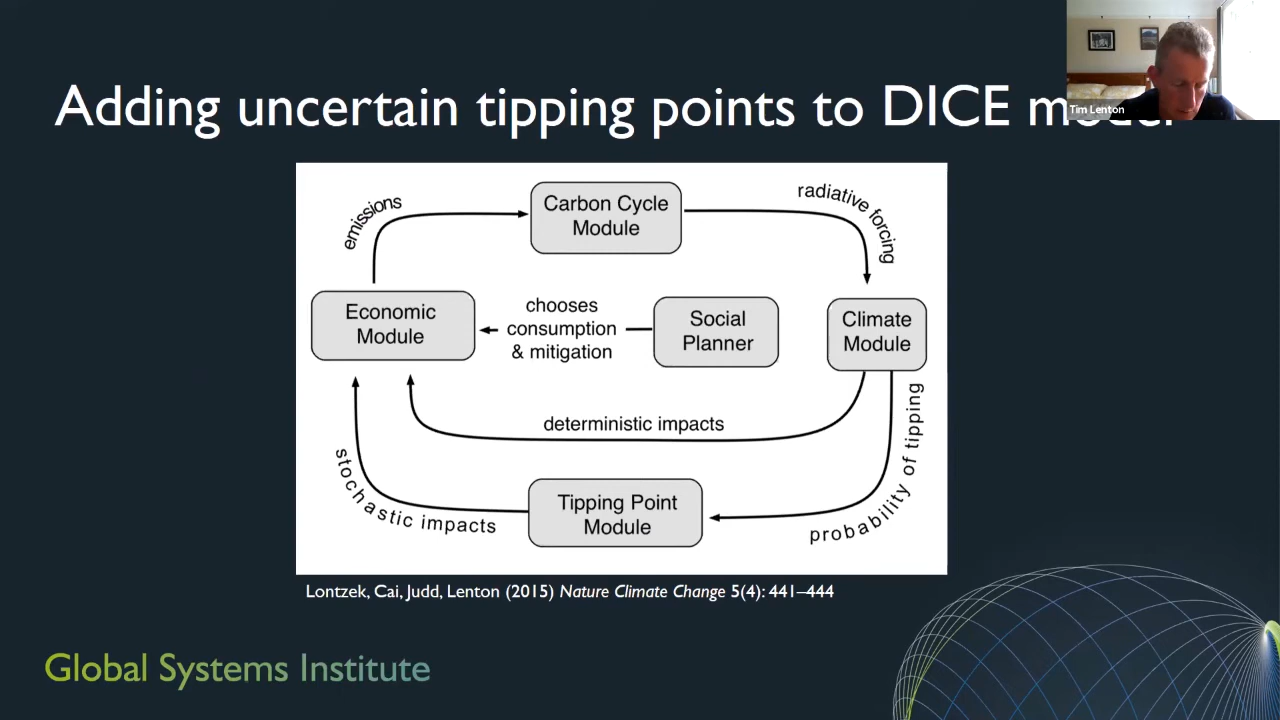 Adding uncertain tipping points to DICE model
Tim Lenton
emissions
Carbon Cycle
Module
radiative forcing
Economic
Module
chooses
consumption
& mitigation
Social
Planner
Climate
Module
deterministic impacts
probability of tipping
stochastic impacts
Tipping Point
Module
Lontzek, Cai, Judd, Lenton (2015) Nature Climate Change 5(4): 441–444
Global Systems Institute